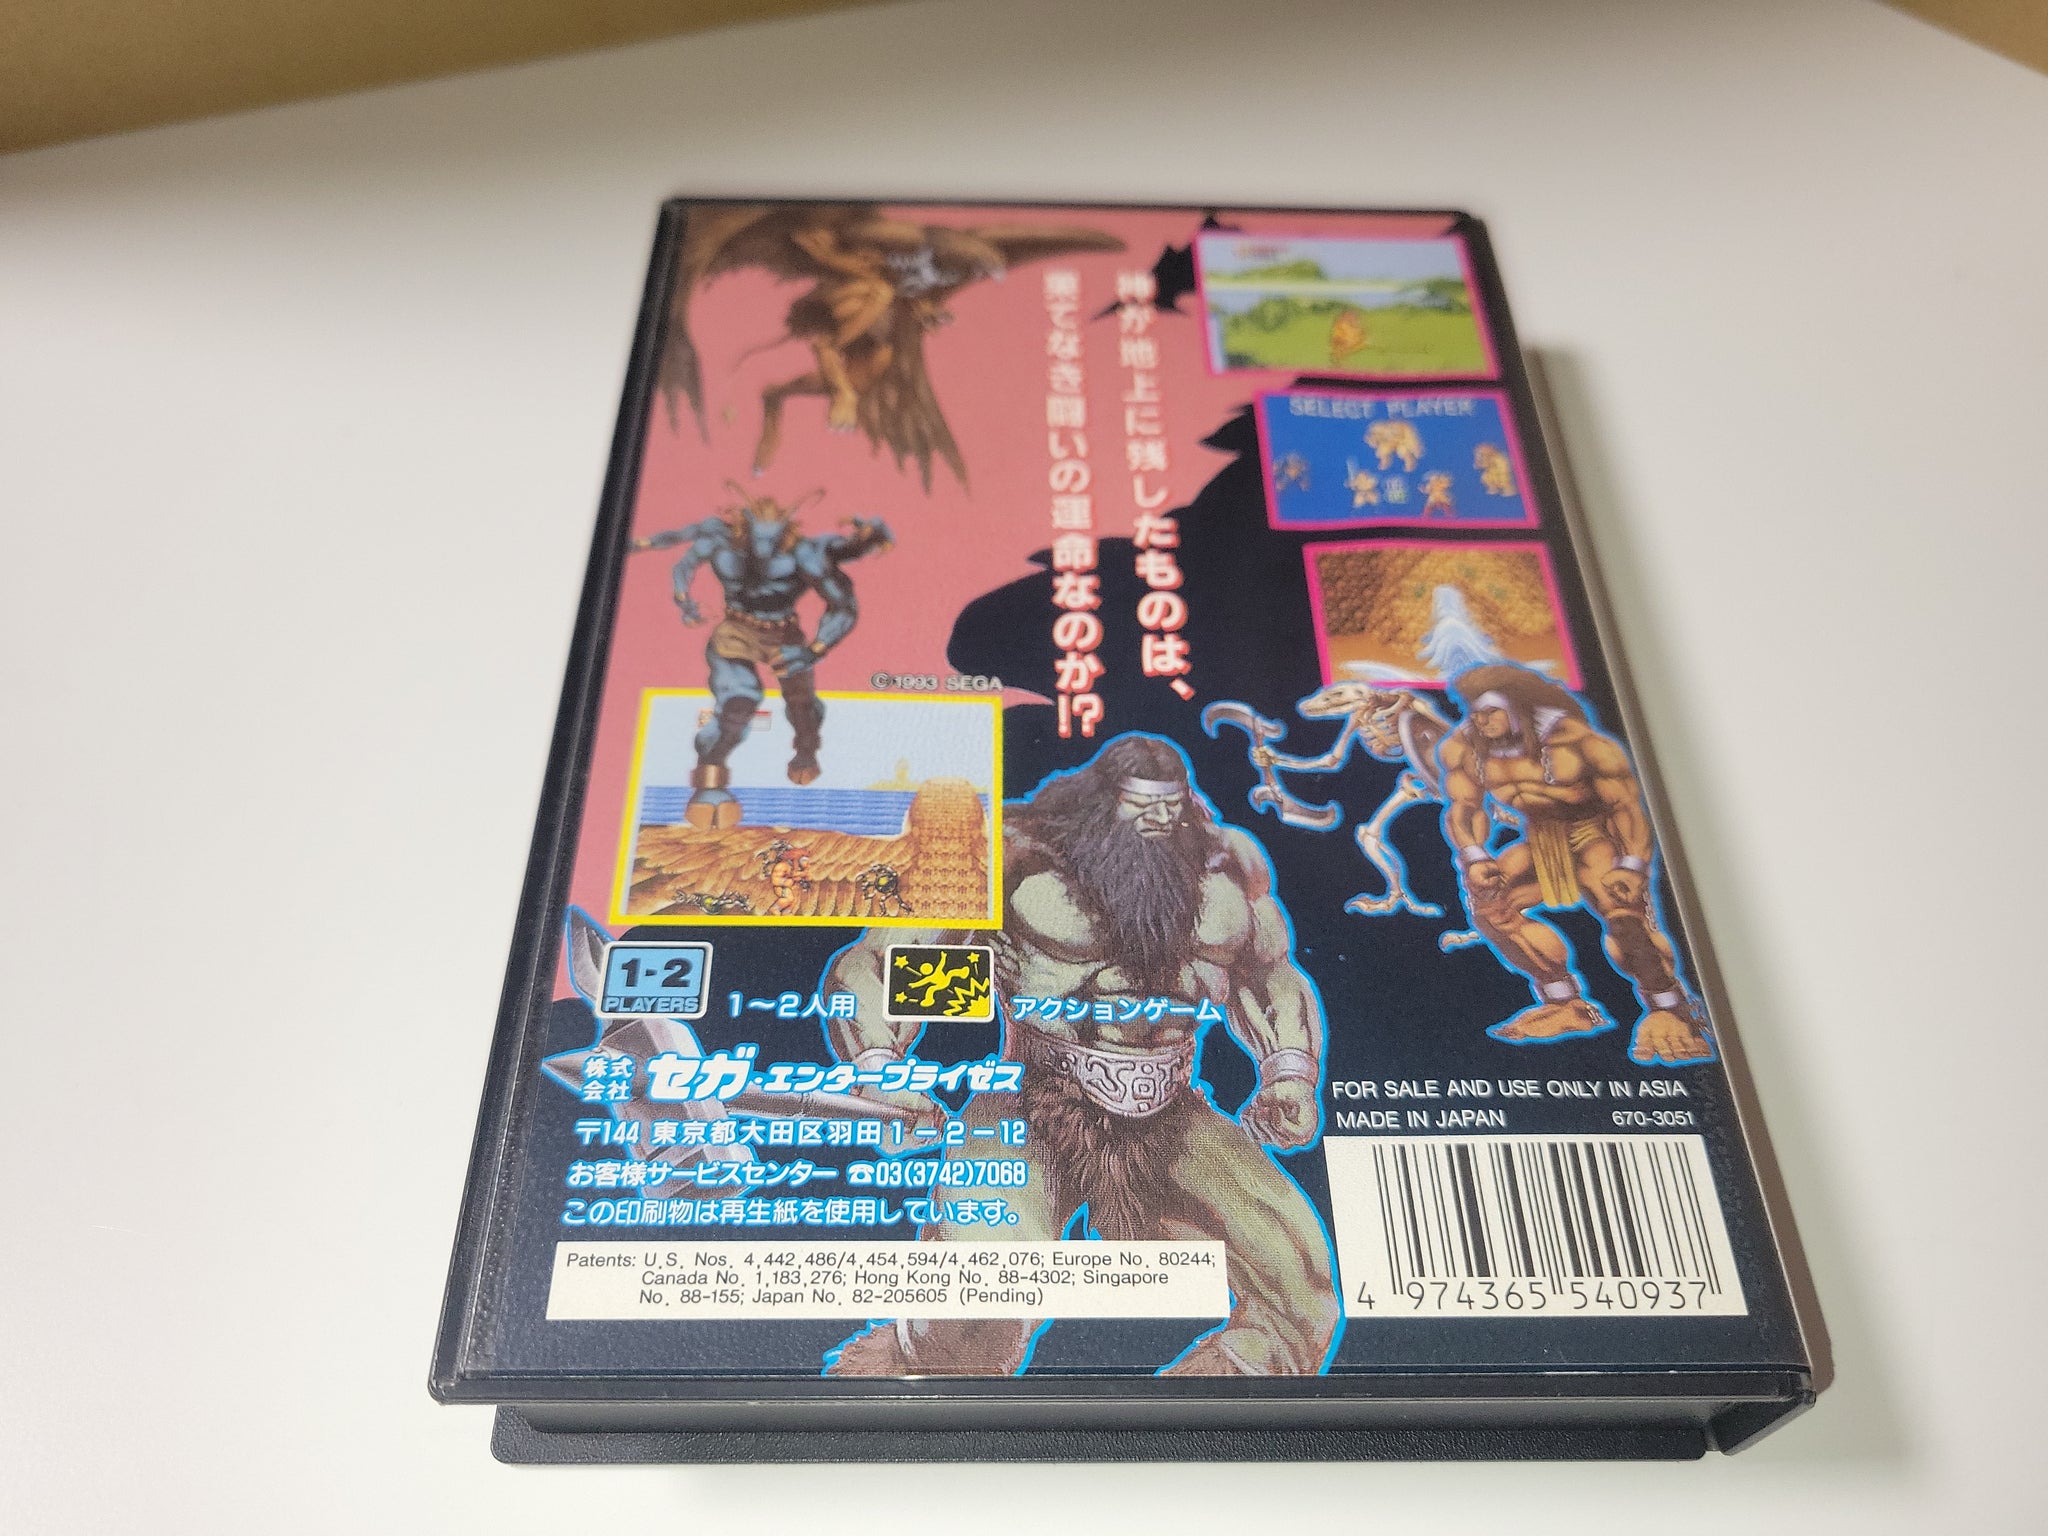 神が地上に残したものは、
果てなき闘いの運命なのか!?
SELECT PLAYER
©1993 SEGA
1-2
PLAYERS
1～2人用
アクションゲーム
株式会社 セガ・エンタープライゼス
〒144 東京都大田区羽田1－2－12
お客様サービスセンター ☎03(3742)7068
この印刷物は再生紙を使用しています。
Patents: U.S. Nos. 4,442,486/4,454,594/4,462,076; Europe No. 80244;
Canada No. 1,183,276; Hong Kong No. 88-4302; Singapore
No. 88-155; Japan No. 82-205605 (Pending)
FOR SALE AND USE ONLY IN ASIA
MADE IN JAPAN 670-3051
4 974365 540937